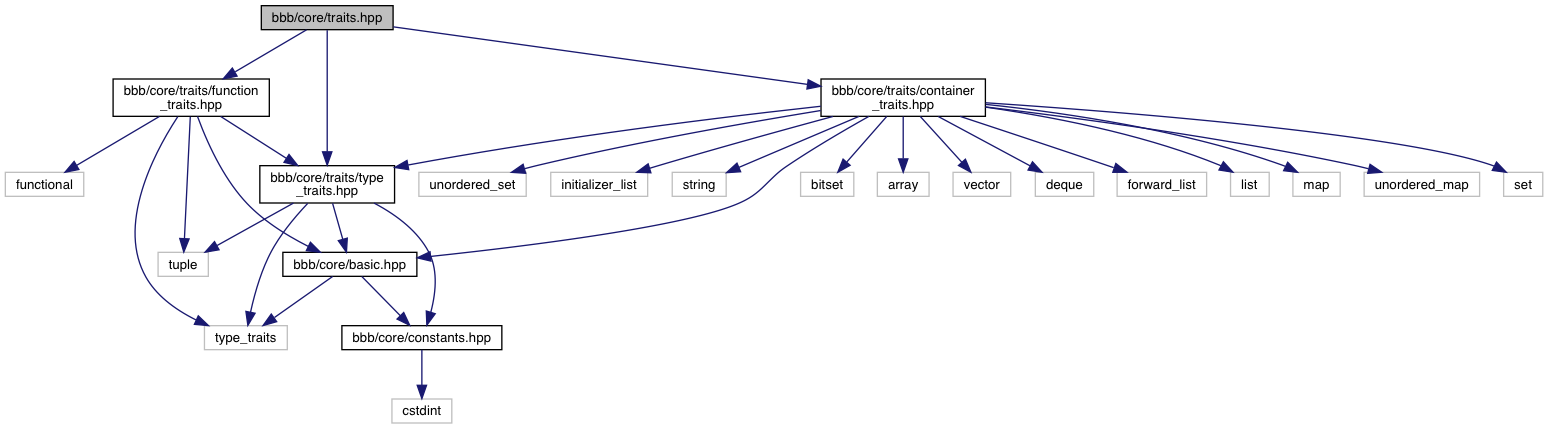 bbb/core/traits.hpp
bbb/core/traits/function
_traits.hpp
bbb/core/traits/container
_traits.hpp
functional
bbb/core/traits/type
_traits.hpp
unordered_set
initializer_list
string
bitset
array
vector
deque
forward_list
list
map
unordered_map
set
tuple
bbb/core/basic.hpp
type_traits
bbb/core/constants.hpp
cstdint